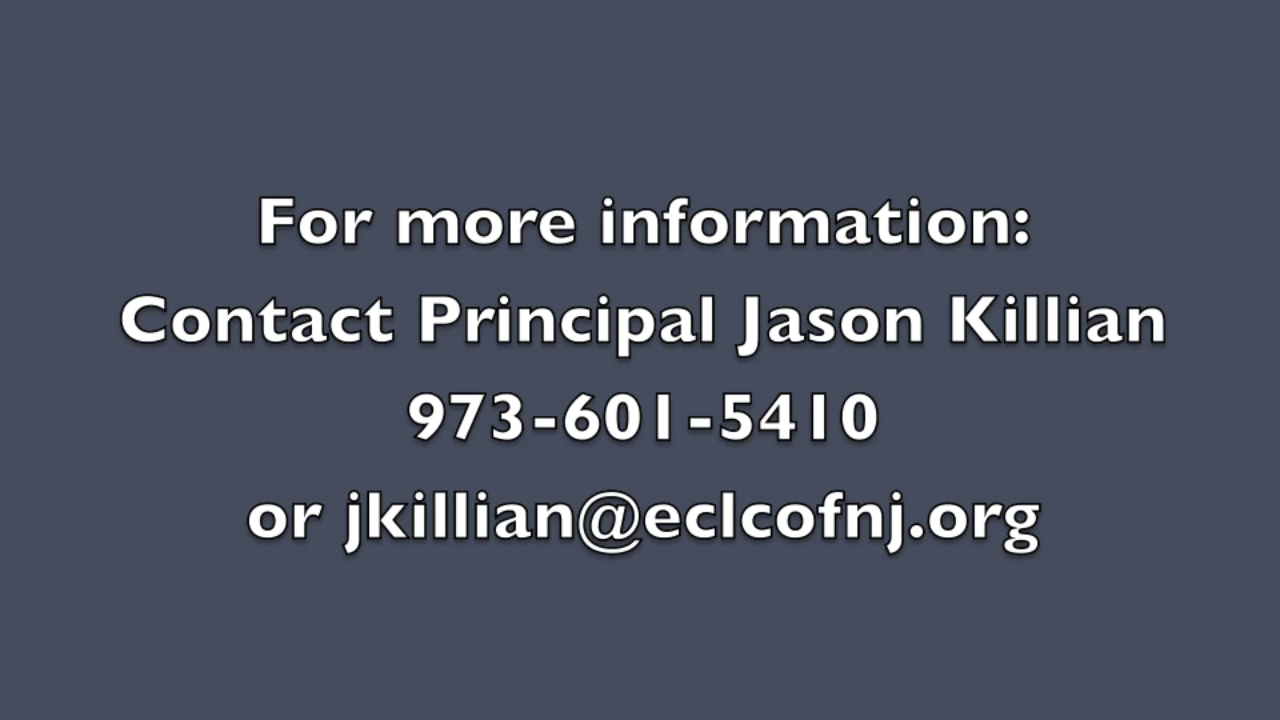 For more information:
Contact Principal Jason Killian
973-601-5410
or jkillian@eclcofnj.org